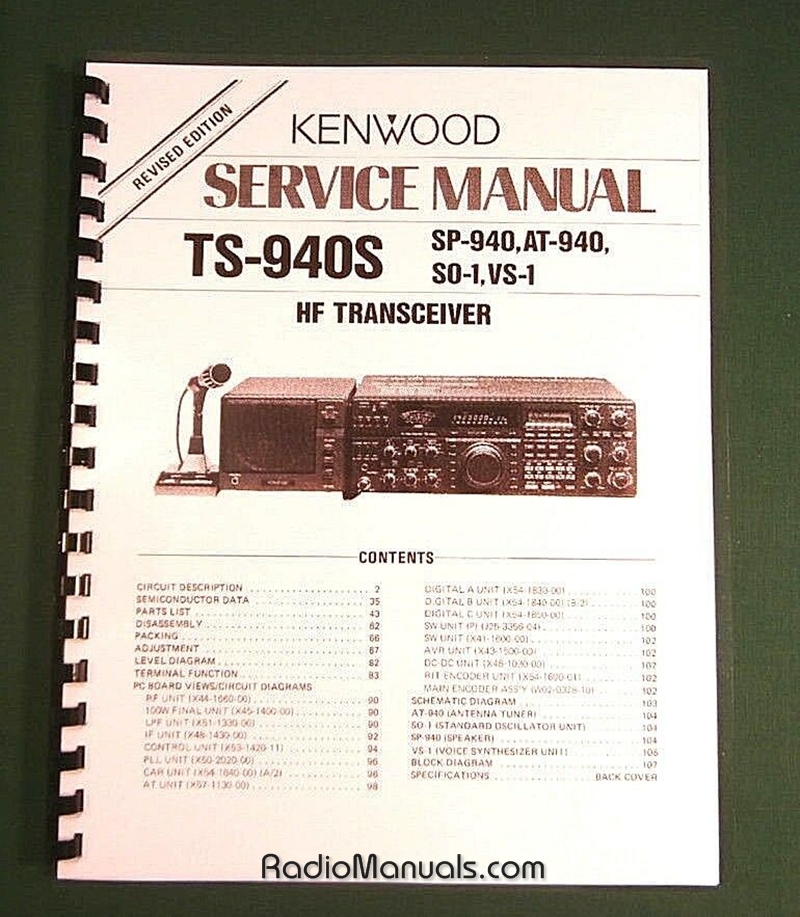 REVISED EDITION
KENWOOD
SERVICE MANUAL
TS-940S
SP-940, AT-940,
SO-1, VS-1
HF TRANSCEIVER
CONTENTS
CIRCUIT DESCRIPTION 2
SEMICONDUCTOR DATA 35
PARTS LIST 43
DISASSEMBLY 62
PACKING 66
ADJUSTMENT 67
LEVEL DIAGRAM 82
TERMINAL FUNCTION 83
PC BOARD VIEWS/CIRCUIT DIAGRAMS
RF UNIT (X44-1660-00) 90
100W FINAL UNIT (X45-1400-00) 90
LPF UNIT (X51-1330-00) 90
IF UNIT (X48-1430-00) 92
CONTROL UNIT (X53-1420-11) 94
PLL UNIT (X50-2020-00) 96
CAR UNIT (X54-1840-00) (A/2) 96
AT UNIT (X57-1130-00) 98
DIGITAL A UNIT (X54-1830-00) 100
DIGITAL B UNIT (X54-1840-00) (B/2) 100
DIGITAL C UNIT (X54-1850-00) 100
SW UNIT (P) (J25-3356-04) 100
SW UNIT (X41-1600-00) 102
AVR UNIT (X43-1500-00) 102
DC-DC UNIT (X46-1030-00) 102
RIT ENCODER UNIT (X54-1690-01) 102
MAIN ENCODER ASS'Y (W02-0328-10) 102
SCHEMATIC DIAGRAM 103
AT-940 (ANTENNA TUNER) 104
SO-1 (STANDARD OSCILLATOR UNIT) 104
SP-940 (SPEAKER) 104
VS-1 (VOICE SYNTHESIZER UNIT) 105
BLOCK DIAGRAM 107
SPECIFICATIONS BACK COVER
RadioManuals.com